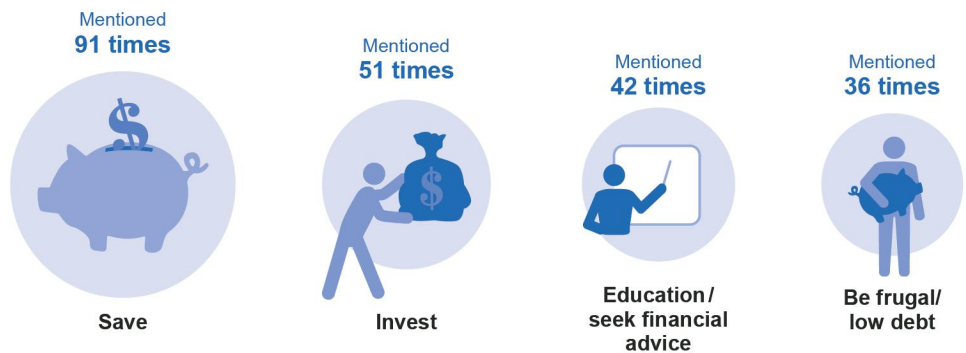 Mentioned
91 times
Save
Mentioned
51 times
$
Invest
Mentioned
42 times
Education/
seek financial
advice
Mentioned
36 times
Be frugal/
low debt